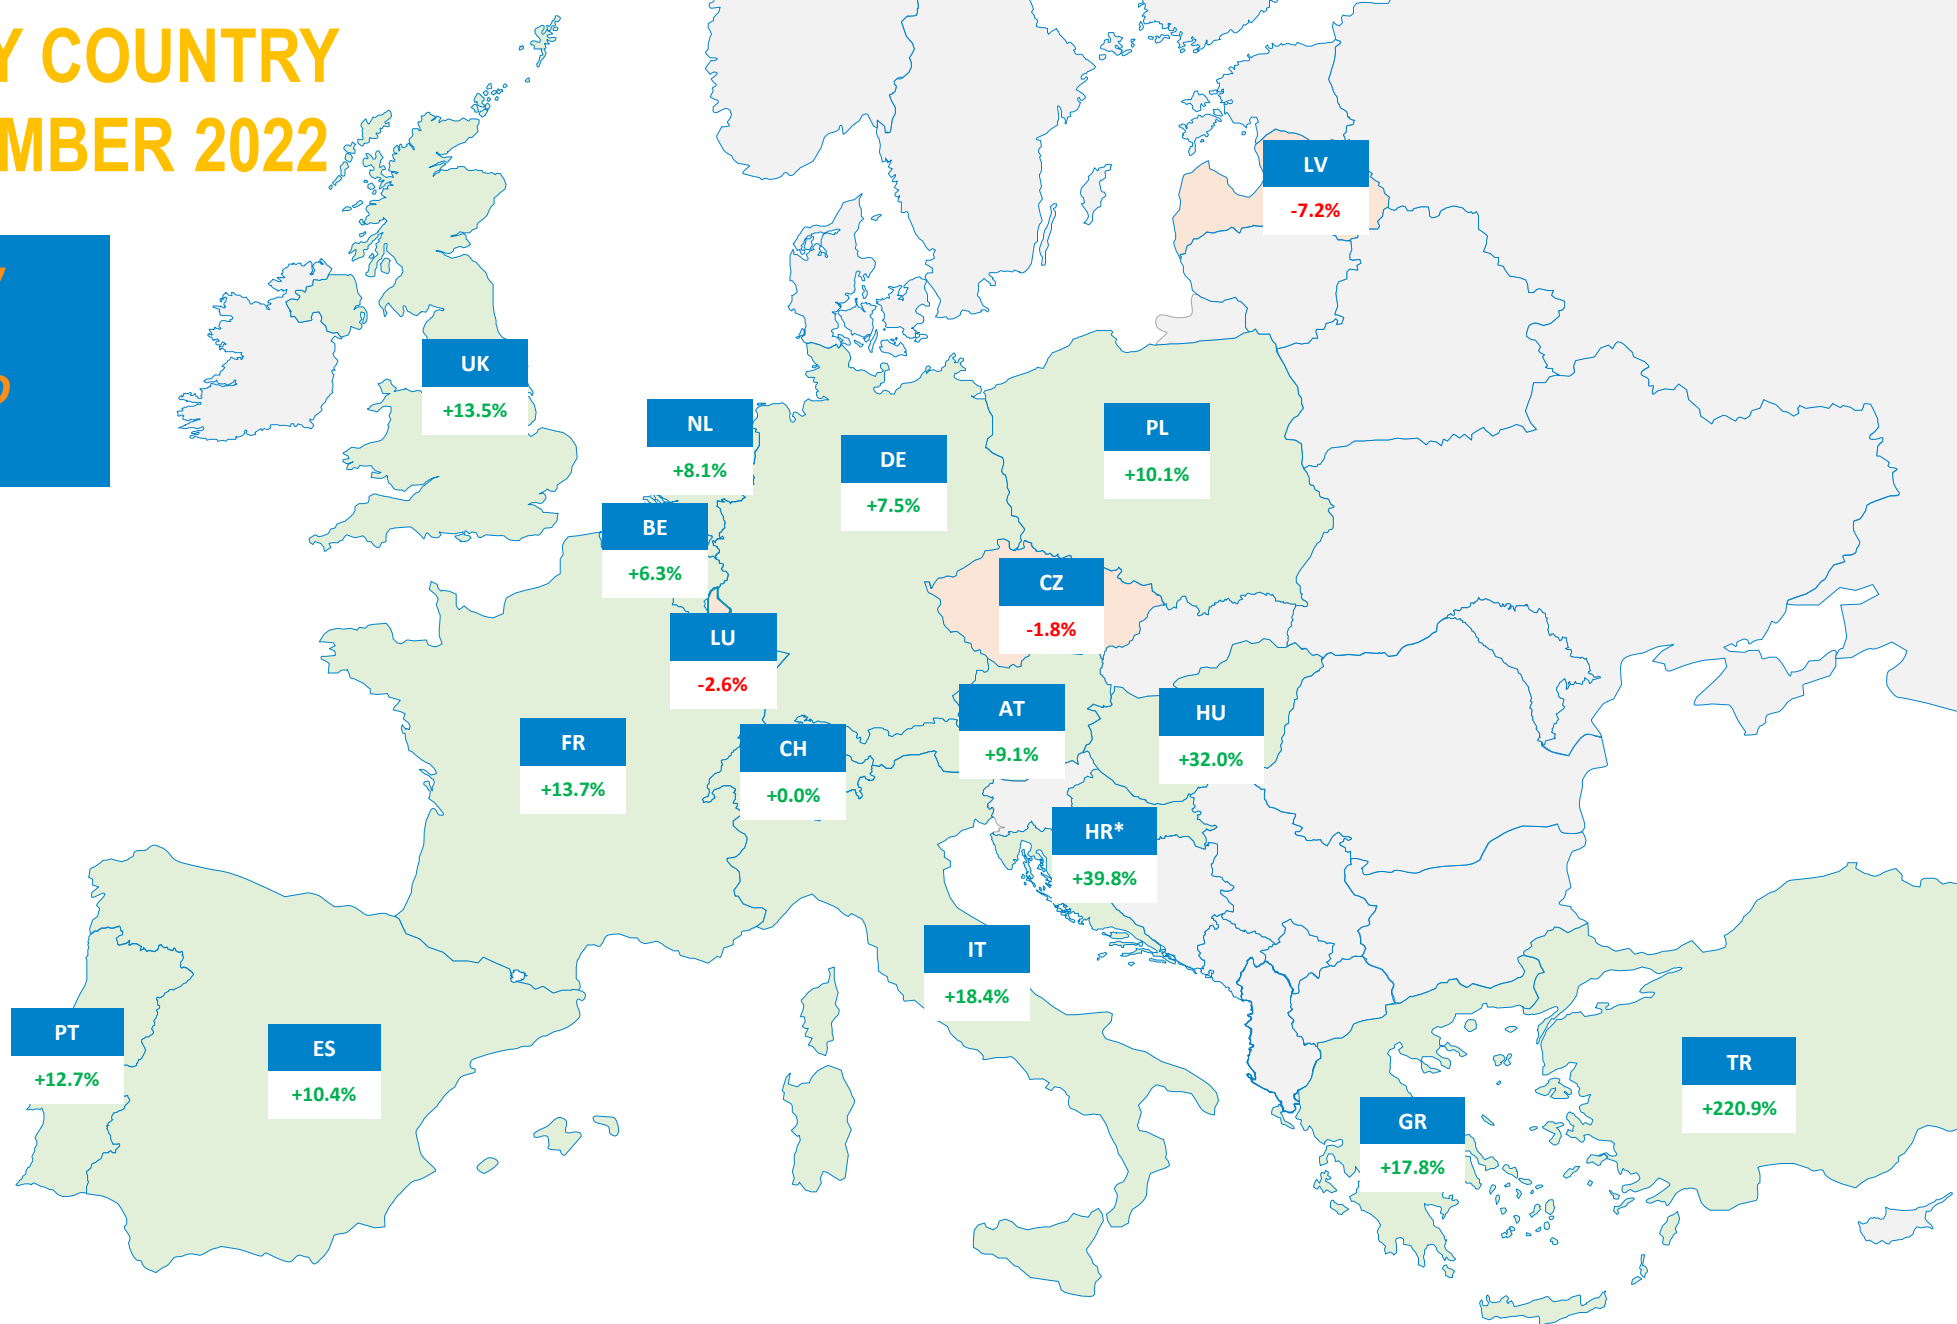 Y COUNTRY
MBER 2022
LV
-7.2%
UK
+13.5%
NL
+8.1%
PL
+10.1%
DE
+7.5%
BE
+6.3%
CZ
-1.8%
LU
-2.6%
AT
+9.1%
HU
+32.0%
FR
+13.7%
CH
+0.0%
HR*
+39.8%
IT
+18.4%
PT
+12.7%
ES
+10.4%
TR
+220.9%
GR
+17.8%